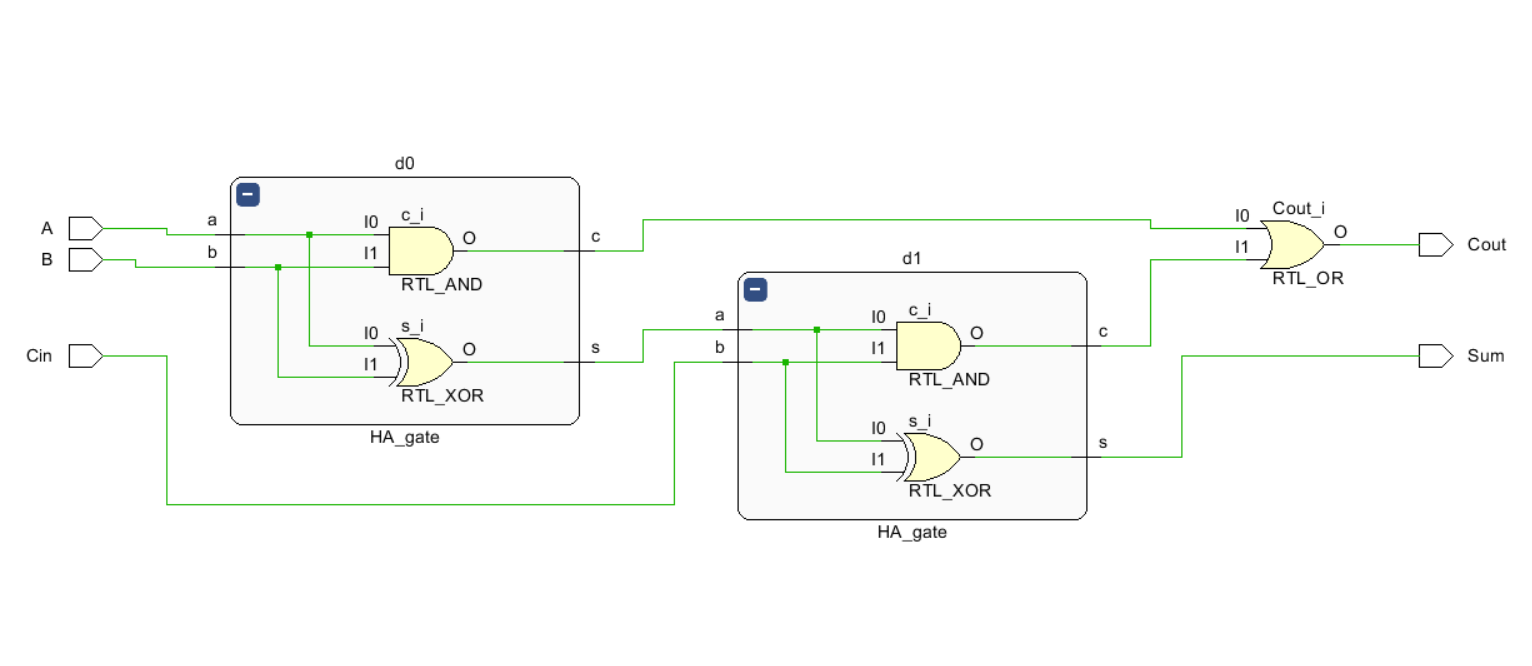 d0
A
B
Cin
a
b
I0
I1
c_i
O
RTL_AND
I0
I1
s_i
O
RTL_XOR
c
s
HA_gate
d1
a
b
I0
I1
c_i
O
RTL_AND
I0
I1
s_i
O
RTL_XOR
c
s
HA_gate
I0
I1
Cout_i
O
RTL_OR
Cout
Sum